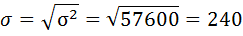 σ = √σ² = √57600 = 240